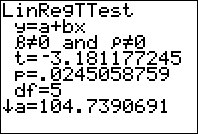 LinRegTTest
y=a+bx
β≠0 and ρ≠0
t=-3.181177245
p=.0245058759
df=5
↓a=104.7390691